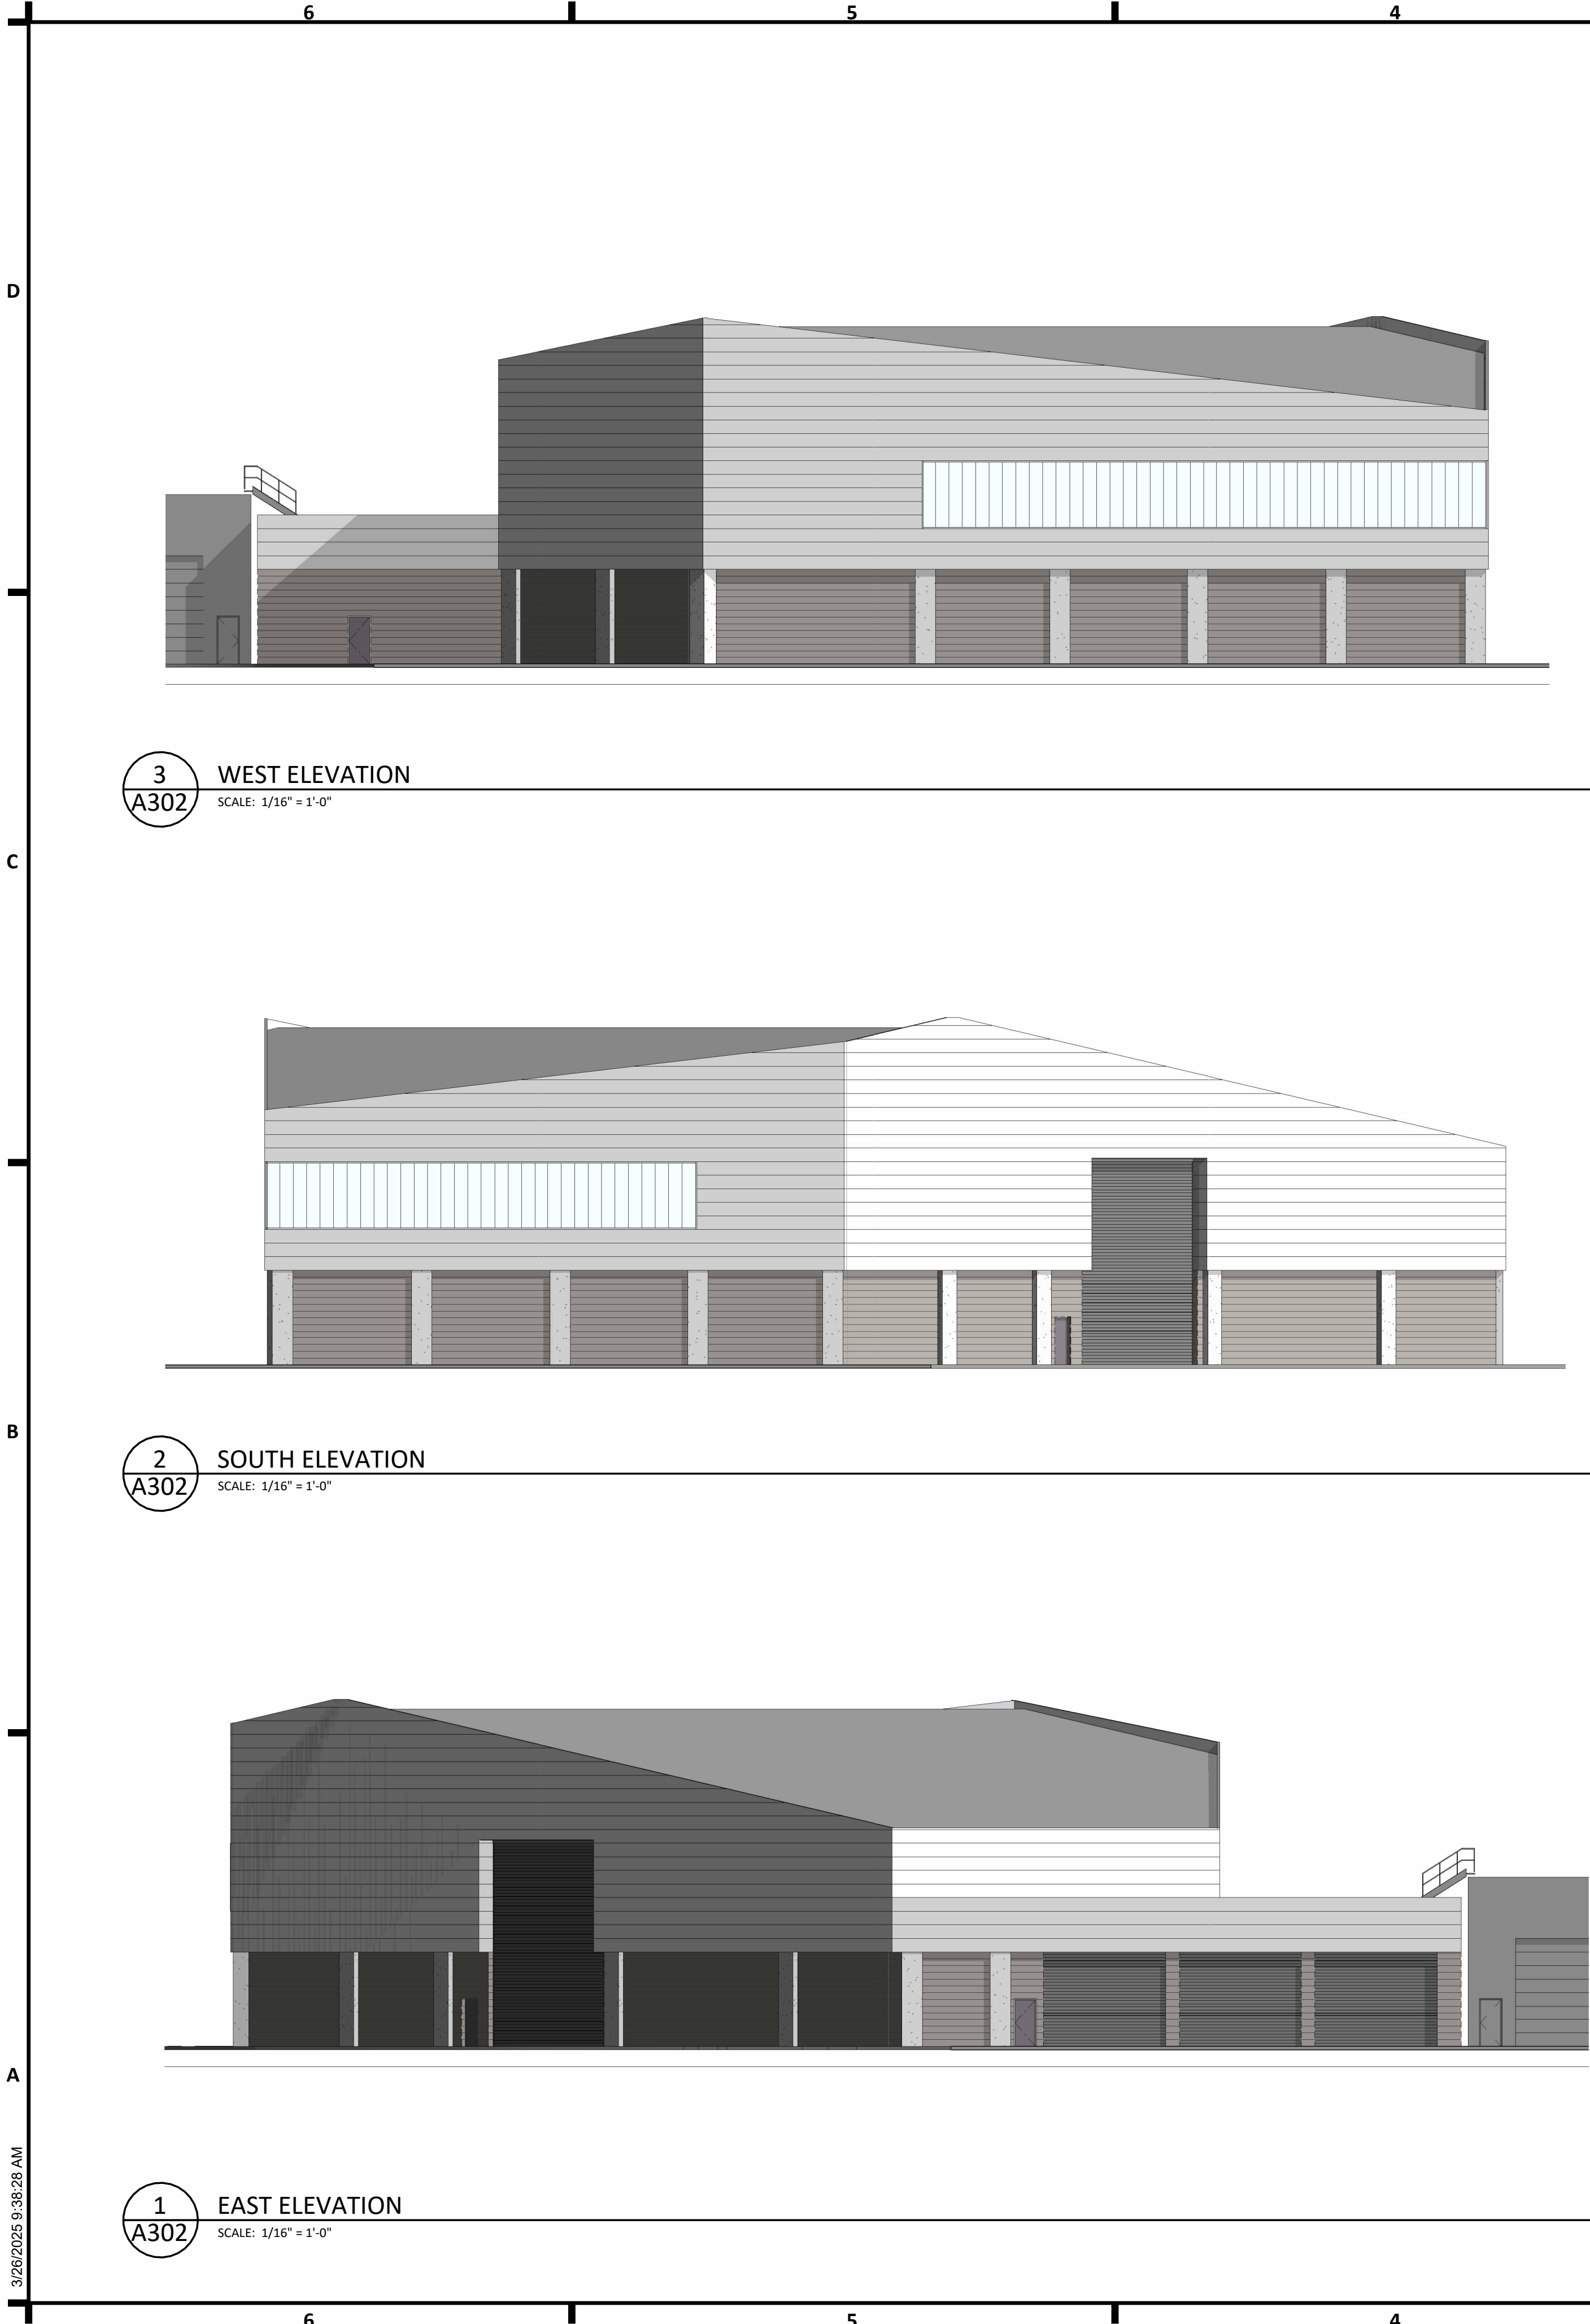 6 5 4
D
3
A302
WEST ELEVATION
SCALE: 1/16" = 1'-0"
C
B
2
A302
SOUTH ELEVATION
SCALE: 1/16" = 1'-0"
A
3/26/2025 9:38:28 AM
1
A302
EAST ELEVATION
SCALE: 1/16" = 1'-0"
6 5 4